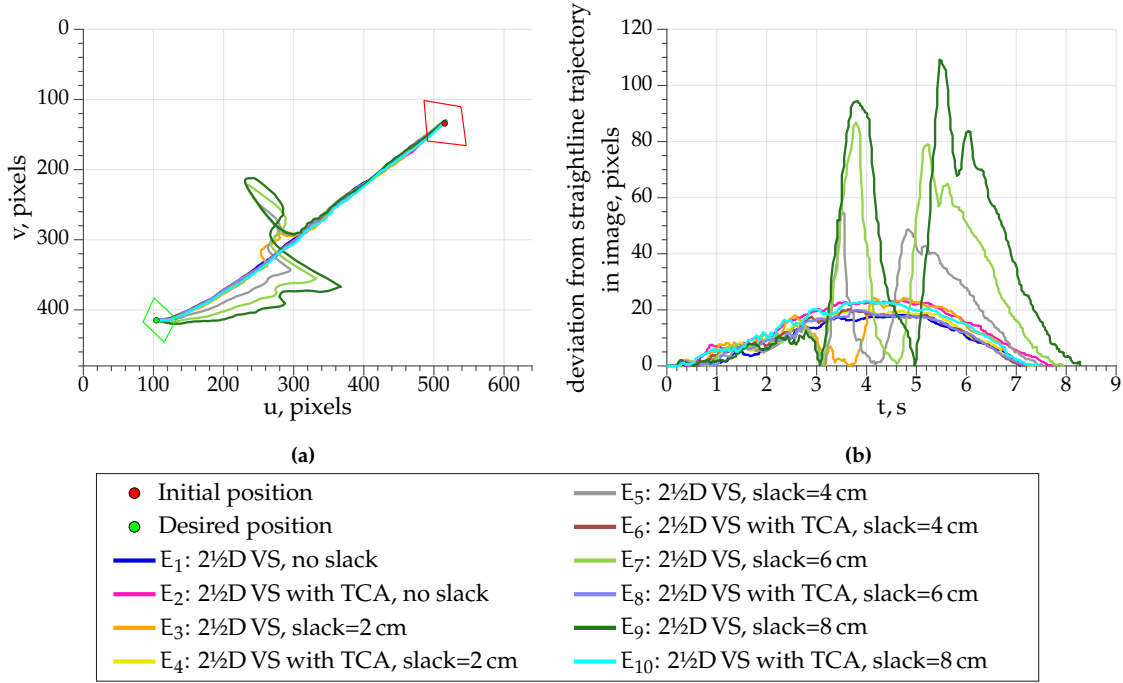 0
100
200
300
400
v, pixels
0 100 200 300 400 500 600
u, pixels
(a)
120
100
80
60
40
20
0
deviation from straightline trajectory
in image, pixels
0 1 2 3 4 5 6 7 8 9
t, s
(b)
Initial position
Desired position
E1: 2½D VS, no slack
E2: 2½D VS with TCA, no slack
E3: 2½D VS, slack=2 cm
E4: 2½D VS with TCA, slack=2 cm
E5: 2½D VS, slack=4 cm
E6: 2½D VS with TCA, slack=4 cm
E7: 2½D VS, slack=6 cm
E8: 2½D VS with TCA, slack=6 cm
E9: 2½D VS, slack=8 cm
E10: 2½D VS with TCA, slack=8 cm